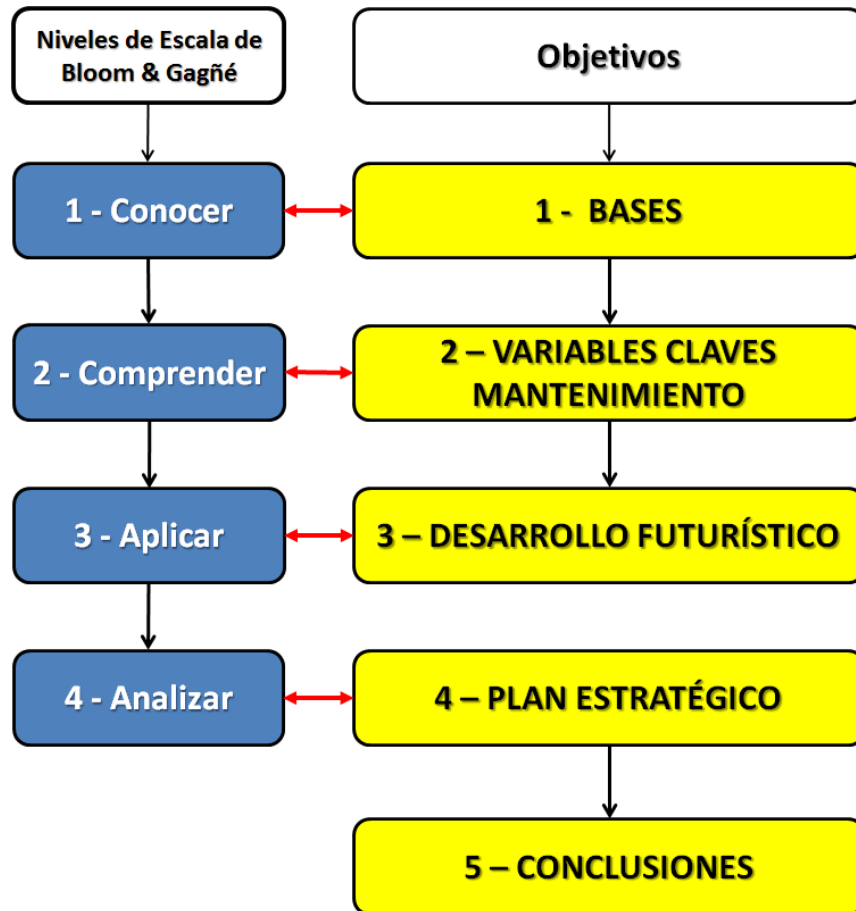 Niveles de Escala de
Bloom & Gagñé
Objetivos
1 - Conocer
1 -  BASES
2 - Comprender
2 – VARIABLES CLAVES
MANTENIMIENTO
3 - Aplicar
3 – DESARROLLO FUTURÍSTICO
4 - Analizar
4 – PLAN ESTRATÉGICO
5 – CONCLUSIONES